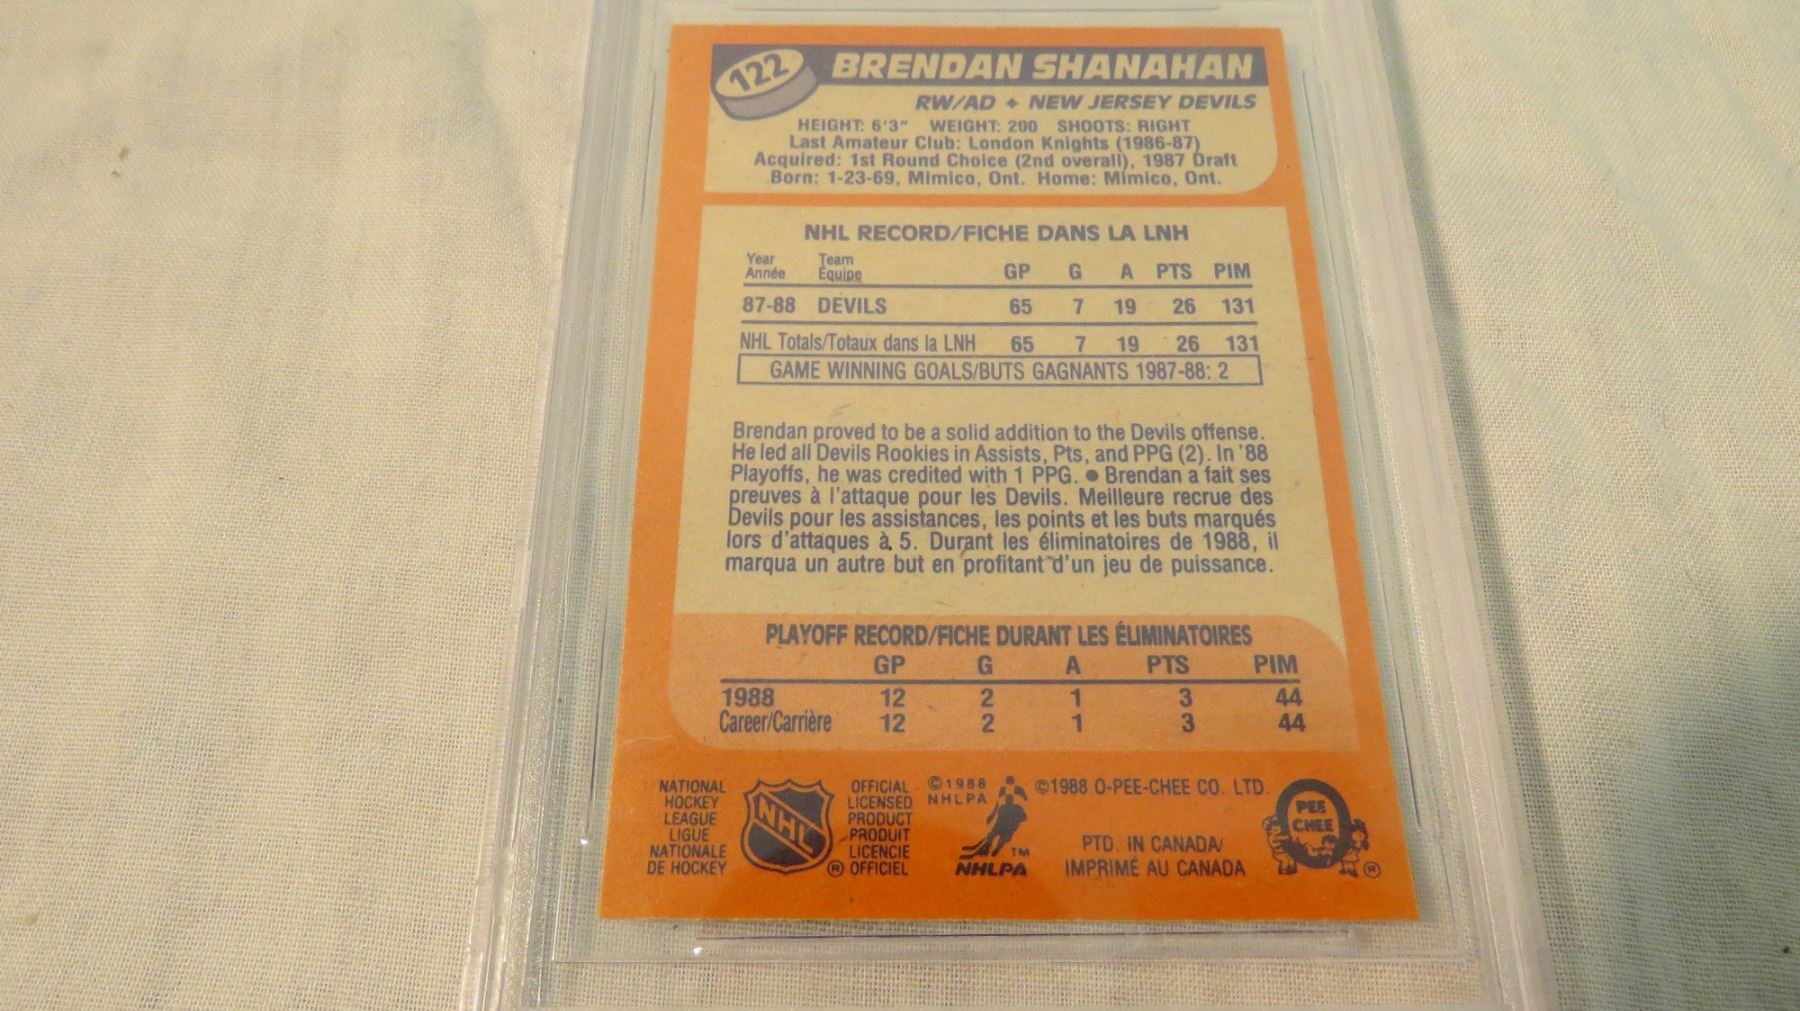 122 BRENDAN SHANAHAN
RW/AD ♦ NEW JERSEY DEVILS
HEIGHT: 6'3" WEIGHT: 200 SHOOTS: RIGHT
Last Amateur Club: London Knights (1986-87)
Acquired: 1st Round Choice (2nd overall), 1987 Draft
Born: 1-23-69, Mimico, Ont. Home: Mimico, Ont.
NHL RECORD/FICHE DANS LA LNH
Year Team
Année Équipe GP G A PTS PIM
87-88 DEVILS 65 7 19 26 131
NHL Totals/Totaux dans la LNH 65 7 19 26 131
GAME WINNING GOALS/BUTS GAGNANTS 1987-88: 2
Brendan proved to be a solid addition to the Devils offense.
He led all Devils Rookies in Assists, Pts, and PPG (2). In '88
Playoffs, he was credited with 1 PPG. ● Brendan a fait ses
preuves à l'attaque pour les Devils. Meilleure recrue des
Devils pour les assistances, les points et les buts marqués
lors d'attaques à 5. Durant les éliminatoires de 1988, il
marqua un autre but en profitant d'un jeu de puissance.
PLAYOFF RECORD/FICHE DURANT LES ÉLIMINATOIRES
GP G A PTS PIM
1988 12 2 1 3 44
Career/Carrière 12 2 1 3 44
NATIONAL
HOCKEY
LEAGUE
LIGUE
NATIONALE
DE HOCKEY
NHL
®
OFFICIAL
LICENSED
PRODUCT
PRODUIT
LICENCIE
OFFICIEL
©1988
NHLPA
TM
NHLPA
©1988 O-PEE-CHEE CO. LTD.
PTD. IN CANADA/
IMPRIMÉ AU CANADA
O PEE
CHEE
®